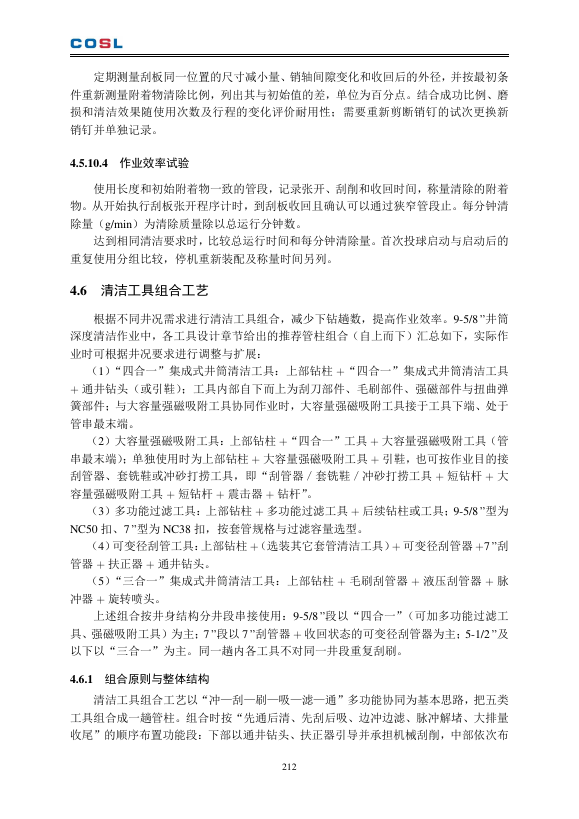 COSL
定期测量刮板同一位置的尺寸减小量、销轴间隙变化和收回后的外径，并按最初条
件重新测量附着物清除比例，列出其与初始值的差，单位为百分点。结合成功比例、磨
损和清洁效果随使用次数及行程的变化评价耐用性；需要重新剪断销钉的试次更换新
销钉并单独记录。
4.5.10.4 作业效率试验
使用长度和初始附着物一致的管段，记录张开、刮削和收回时间，称量清除的附着
物。从开始执行刮板张开程序计时，到刮板收回且确认可以通过狭窄管段止。每分钟清
除量（g/min）为清除质量除以总运行分钟数。
达到相同清洁要求时，比较总运行时间和每分钟清除量。首次投球启动与启动后的
重复使用分组比较，停机重新装配及称量时间另列。
4.6 清洁工具组合工艺
根据不同井况需求进行清洁工具组合，减少下钻趟数，提高作业效率。9-5/8 ”井筒
深度清洁作业中，各工具设计章节给出的推荐管柱组合（自上而下）汇总如下，实际作
业时可根据井况要求进行调整与扩展：
（1）“四合一”集成式井筒清洁工具：上部钻柱 + “四合一”集成式井筒清洁工具
+ 通井钻头（或引鞋）；工具内部自下而上为刮刀部件、毛刷部件、强磁部件与扭曲弹
簧部件；与大容量强磁吸附工具协同作业时，大容量强磁吸附工具接于工具下端、处于
管串最末端。
（2）大容量强磁吸附工具：上部钻柱 +“四合一”工具 + 大容量强磁吸附工具（管
串最末端）；单独使用时为上部钻柱 + 大容量强磁吸附工具 + 引鞋，也可按作业目的接
刮管器、套铣鞋或冲砂打捞工具，即“刮管器 / 套铣鞋 / 冲砂打捞工具 + 短钻杆 + 大
容量强磁吸附工具 + 短钻杆 + 震击器 + 钻杆”。
（3）多功能过滤工具：上部钻柱 + 多功能过滤工具 + 后续钻柱或工具；9-5/8 ”型为
NC50 扣、7 ”型为 NC38 扣，按套管规格与过滤容量选型。
（4）可变径刮管工具：上部钻柱 +（选装其它套管清洁工具）+ 可变径刮管器 +7 ”刮
管器 + 扶正器 + 通井钻头。
（5）“三合一”集成式井筒清洁工具：上部钻柱 + 毛刷刮管器 + 液压刮管器 + 脉
冲器 + 旋转喷头。
上述组合按井身结构分井段串接使用：9-5/8 ”段以“四合一”（可加多功能过滤工
具、强磁吸附工具）为主；7 ”段以 7 ”刮管器 + 收回状态的可变径刮管器为主；5-1/2 ”及
以下以“三合一”为主。同一趟内各工具不对同一井段重复刮刷。
4.6.1 组合原则与整体结构
清洁工具组合工艺以“冲—刮—刷—吸—滤—通”多功能协同为基本思路，把五类
工具组合成一趟管柱。组合时按“先通后清、先刮后吸、边冲边滤、脉冲解堵、大排量
收尾”的顺序布置功能段：下部以通井钻头、扶正器引导并承担机械刮削，中部依次布
212